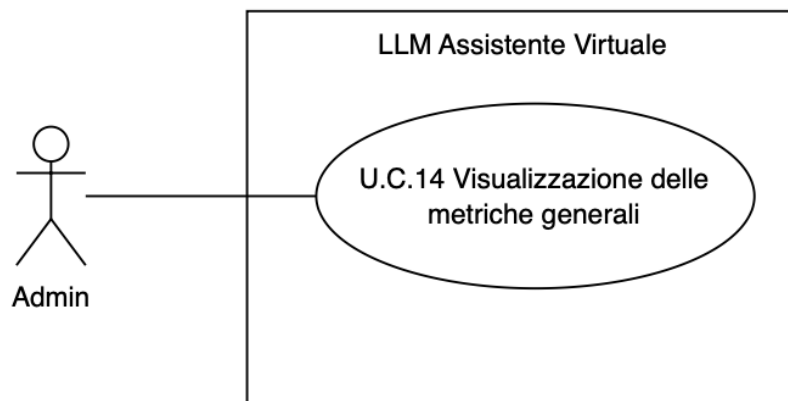 LLM Assistente Virtuale
U.C.14 Visualizzazione delle
metriche generali
Admin